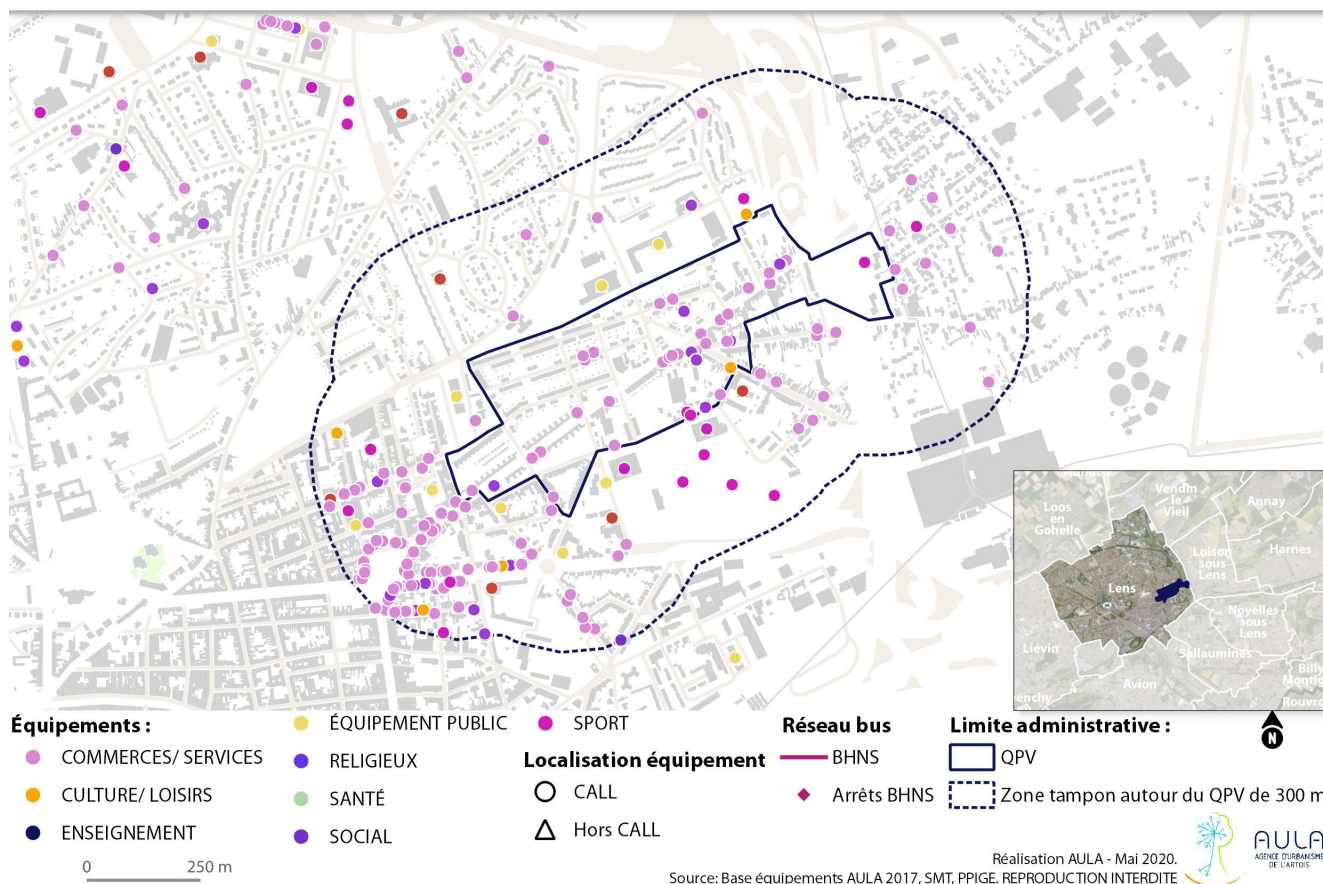 Vendin
le
Vieil
Annay
Loos
en
Gohelle
Loison
sous
Lens
Harnes
Lens
Noyelles
sous
Lens
Liévin
Sallaumines
Avion
Billy
Montig
enchy
Rouvro
Équipements :
COMMERCES/ SERVICES
CULTURE/ LOISIRS
ENSEIGNEMENT
ÉQUIPEMENT PUBLIC
RELIGIEUX
SANTÉ
SOCIAL
SPORT
Localisation équipement
CALL
Hors CALL
Réseau bus
BHNS
Arrêts BHNS
Limite administrative :
QPV
Zone tampon autour du QPV de 300 m
N
0 250 m
AULA
AGENCE D'URBANISME
DE L'ARTOIS
Réalisation AULA - Mai 2020.
Source: Base équipements AULA 2017, SMT, PPIGE. REPRODUCTION INTERDITE